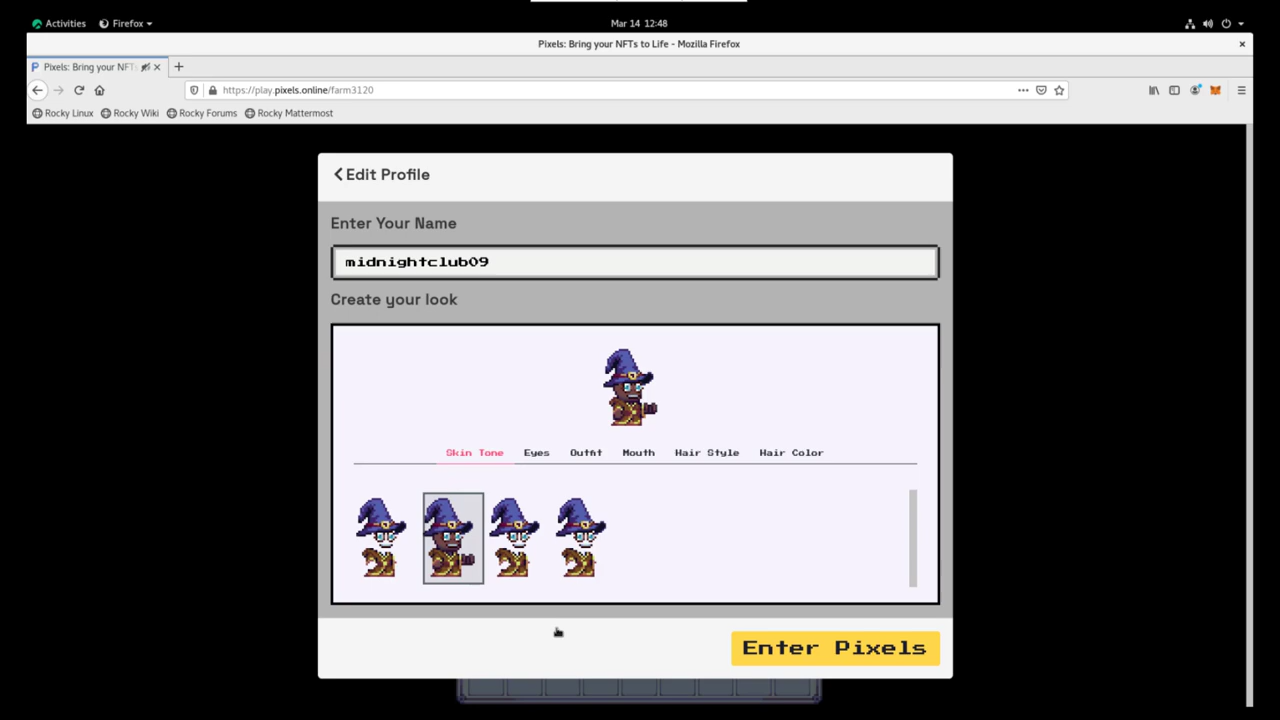 Activities
Firefox
Mar 14 12:48
Pixels: Bring your NFTs to Life - Mozilla Firefox
Pixels: Bring your NFTs
https://play.pixels.online/farm3120
Rocky Linux
Rocky Wiki
Rocky Forums
Rocky Mattermost
Edit Profile
Enter Your Name
midnightclub09
Create your look
Skin Tone
Eyes
Outfit
Mouth
Hair Style
Hair Color
Enter Pixels